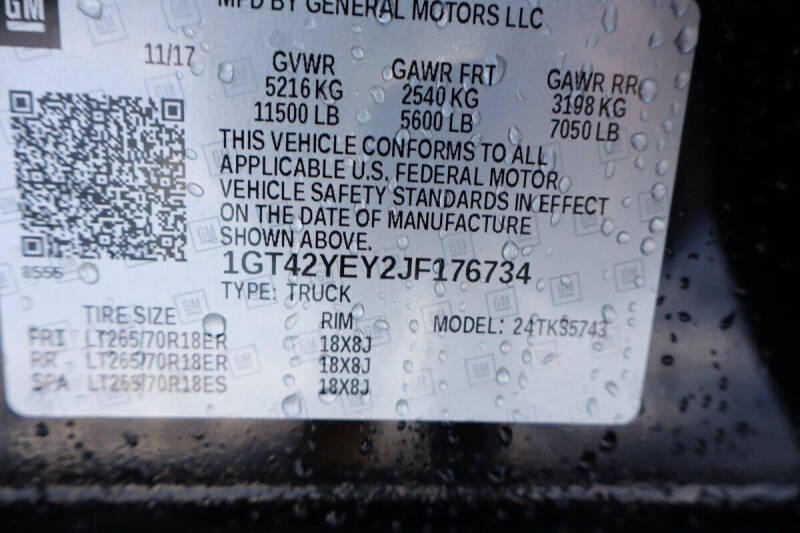 GM
MFD BY GENERAL MOTORS LLC
11/17
GVWR GAWR FRT GAWR RR
5216 KG 2540 KG 3198 KG
11500 LB 5600 LB 7050 LB
THIS VEHICLE CONFORMS TO ALL
APPLICABLE U.S. FEDERAL MOTOR
VEHICLE SAFETY STANDARDS IN EFFECT
ON THE DATE OF MANUFACTURE
SHOWN ABOVE.
1GT42YEY2JF176734
TYPE: TRUCK
TIRE SIZE RIM MODEL: 24TK35743
FRT LT265/70R18ER 18X8J
RR LT265/70R18ER 18X8J
SPA LT265/70R18ES 18X8J